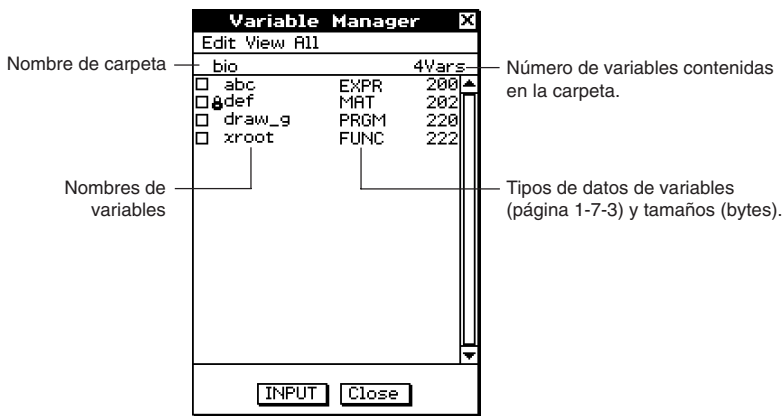 Variable Manager
Edit View All
Nombre de carpeta
bio 4Vars
Número de variables contenidas
en la carpeta.
abc EXPR 200
def MAT 202
draw_g PRGM 220
xroot FUNC 222
Nombres de
variables
Tipos de datos de variables
(página 1-7-3) y tamaños (bytes).
INPUT Close